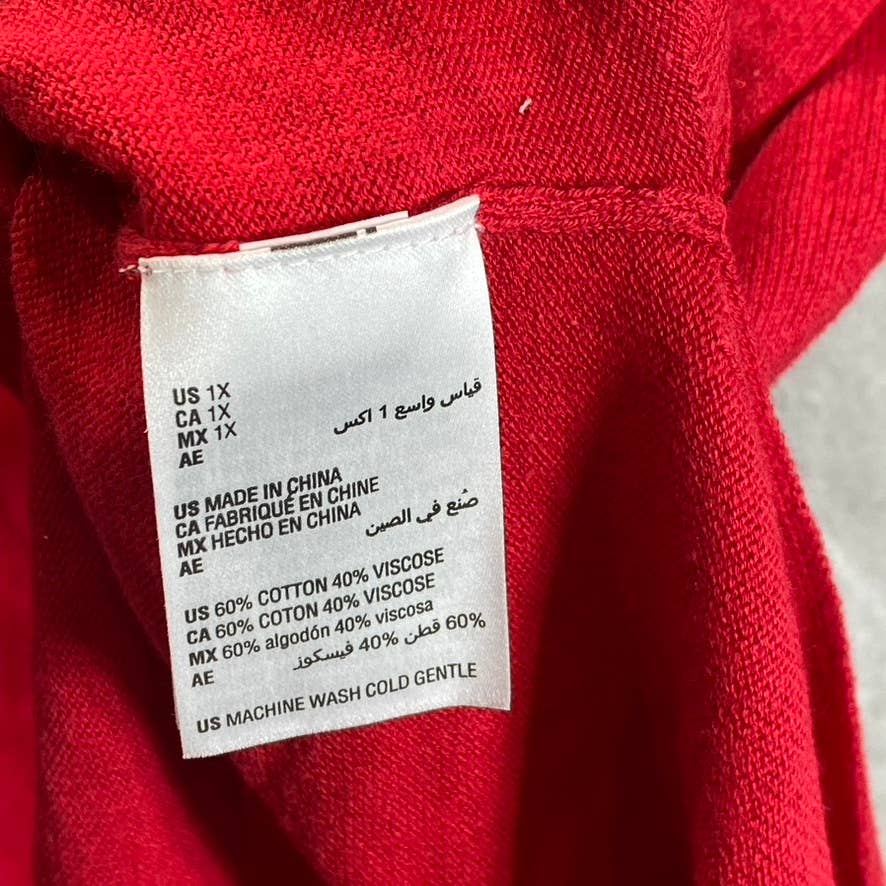 US 1X
CA 1X
MX 1X
AE قياس واسع 1 اكس
US MADE IN CHINA
CA FABRIQUÉ EN CHINE
MX HECHO EN CHINA
AE صُنع في الصين
US 60% COTTON 40% VISCOSE
CA 60% COTON 40% VISCOSE
MX 60% algodón 40% viscosa
AE 60% قطن 40% فيسكوز
US MACHINE WASH COLD GENTLE